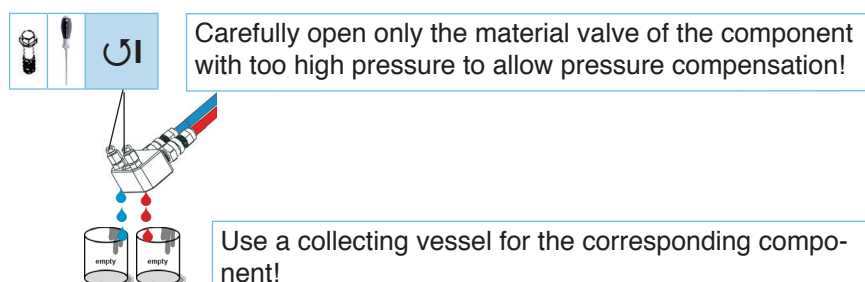 Carefully open only the material valve of the component
with too high pressure to allow pressure compensation!
empty
empty
Use a collecting vessel for the corresponding compo-
nent!